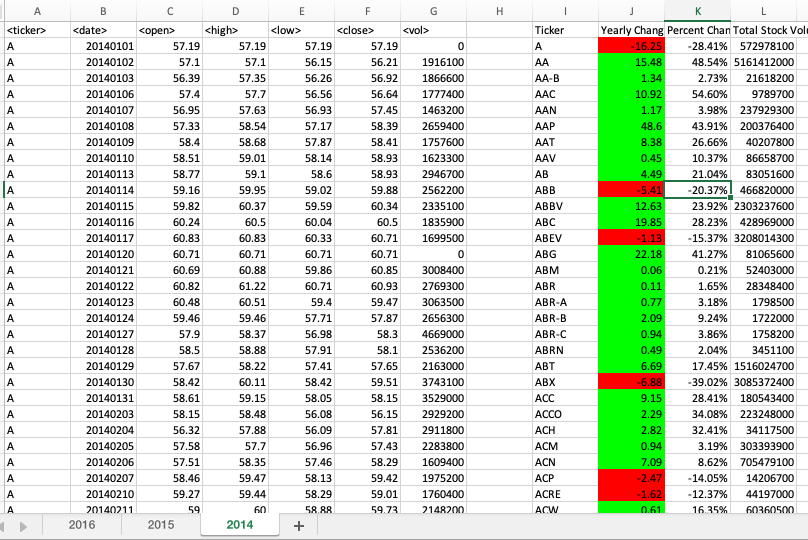 A B C D E F G H I J K L
<ticker> <date> <open> <high> <low> <close> <vol> Ticker Yearly Chang Percent Chan Total Stock Volu
A 20140101 57.19 57.19 57.19 57.19 0 A -16.25 -28.41% 572978100
A 20140102 57.1 57.1 56.15 56.21 1916100 AA 15.48 48.54% 5161412000
A 20140103 56.39 57.35 56.26 56.92 1866600 AA-B 1.34 2.73% 21618200
A 20140106 57.4 57.7 56.56 56.64 1777400 AAC 10.92 54.60% 9789700
A 20140107 56.95 57.63 56.93 57.45 1463200 AAN 1.17 3.98% 237929300
A 20140108 57.33 58.54 57.17 58.39 2659400 AAP 48.6 43.91% 200376400
A 20140109 58.4 58.68 57.87 58.41 1757600 AAT 8.38 26.66% 40207800
A 20140110 58.51 59.01 58.14 58.93 1623300 AAV 0.45 10.37% 86658700
A 20140113 58.77 59.1 58.6 58.93 2946700 AB 4.49 21.04% 83051600
A 20140114 59.16 59.95 59.02 59.88 2562200 ABB -5.41 -20.37% 466820000
A 20140115 59.82 60.37 59.59 60.34 2335100 ABBV 12.63 23.92% 2303237600
A 20140116 60.24 60.5 60.04 60.5 1835900 ABC 19.85 28.23% 428969000
A 20140117 60.83 60.83 60.33 60.71 1699500 ABEV -1.13 -15.37% 3208014300
A 20140120 60.71 60.71 60.71 60.71 0 ABG 22.18 41.27% 81065600
A 20140121 60.69 60.88 59.86 60.85 3008400 ABM 0.06 0.21% 52403000
A 20140122 60.82 61.22 60.71 60.93 2769300 ABR 0.11 1.65% 28348400
A 20140123 60.48 60.51 59.4 59.47 3063500 ABR-A 0.77 3.18% 1798500
A 20140124 59.46 59.46 57.71 57.87 2656300 ABR-B 2.09 9.24% 1722000
A 20140127 57.9 58.37 56.98 58.3 4669000 ABR-C 0.94 3.86% 1758200
A 20140128 58.5 58.88 57.91 58.1 2536200 ABRN 0.49 2.04% 3451100
A 20140129 57.67 58.22 57.41 57.65 2163000 ABT 6.69 17.45% 1516024700
A 20140130 58.42 60.11 58.42 59.51 3743100 ABX -6.88 -39.02% 3085372400
A 20140131 58.61 59.15 58.05 58.15 3529000 ACC 9.15 28.41% 180543400
A 20140203 58.15 58.48 56.08 56.15 2929200 ACCO 2.29 34.08% 223248000
A 20140204 56.32 57.88 56.09 57.81 2911800 ACH 2.82 32.41% 34117500
A 20140205 57.58 57.7 56.96 57.43 2283800 ACM 0.94 3.19% 303393900
A 20140206 57.51 58.35 57.46 58.29 1609400 ACN 7.09 8.62% 705479100
A 20140207 58.46 59.47 58.13 59.42 1975200 ACP -2.47 -14.05% 14206700
A 20140210 59.27 59.44 58.29 59.01 1760400 ACRE -1.62 -12.37% 44197000
A 20140211 59 60 58.88 59.73 2148200 ACW 0.61 16.35% 60360500
2016 2015 2014 +